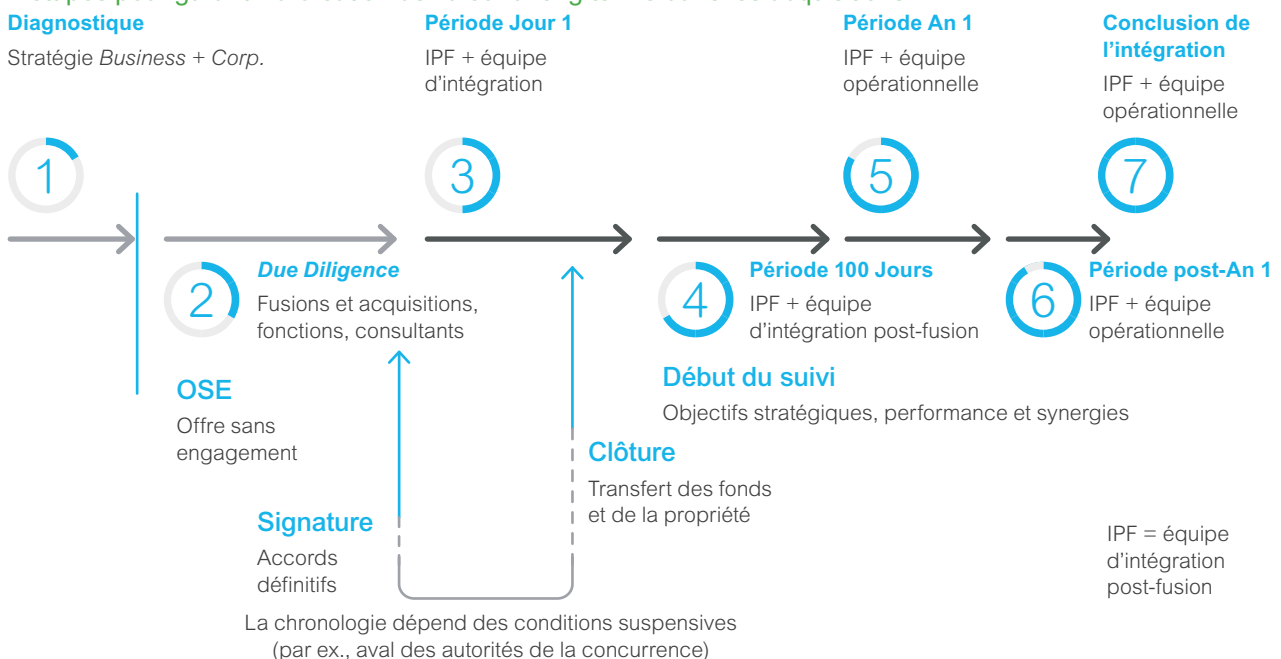 Diagnostique
Stratégie Business + Corp.
Période Jour 1
IPF + équipe
d'intégration
Période An 1
IPF + équipe
opérationnelle
Conclusion de
l'intégration
IPF + équipe
opérationnelle
1
3
5
7
2
Due Diligence
Fusions et acquisitions,
fonctions, consultants
4
Période 100 Jours
IPF + équipe
d'intégration post-fusion
6
Période post-An 1
IPF + équipe
opérationnelle
OSE
Offre sans
engagement
Début du suivi
Objectifs stratégiques, performance et synergies
Clôture
Transfert des fonds
et de la propriété
Signature
Accords
définitifs
IPF = équipe
d'intégration
post-fusion
La chronologie dépend des conditions suspensives
(par ex., aval des autorités de la concurrence)